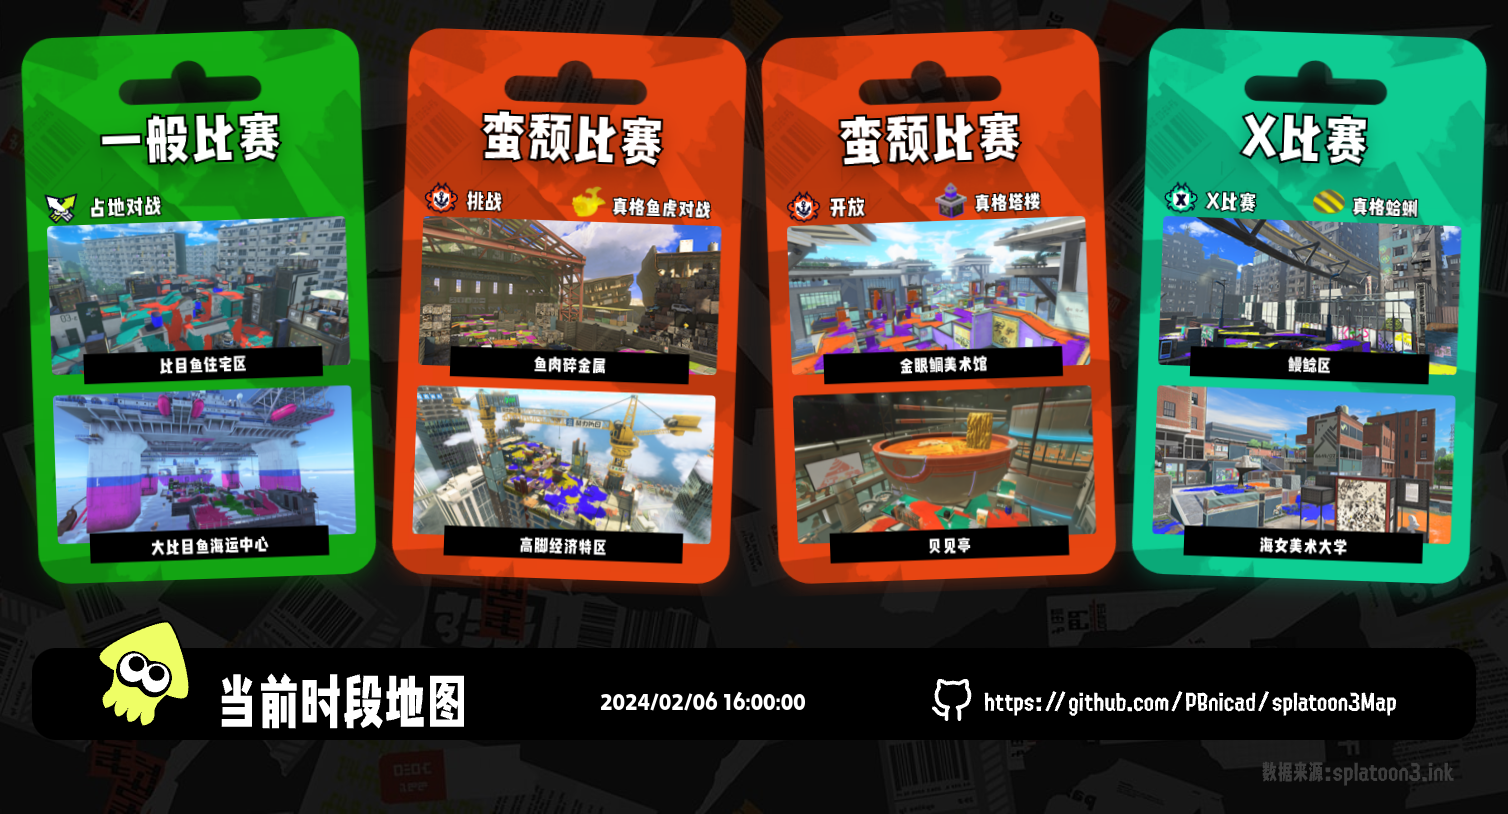 一般比赛
占地对战
比目鱼住宅区
大比目鱼海运中心
蛮颓比赛
挑战
真格鱼虎对战
鱼肉碎金属
高脚经济特区
蛮颓比赛
开放
真格塔楼
金眼鲷美术馆
贝贝亭
X比赛
X比赛
真格蛤蜊
鳗鲶区
海女美术大学
当前时段地图
2024/02/06 16:00:00
https://github.com/PBnicad/splatoon3Map
数据来源:splatoon3.ink